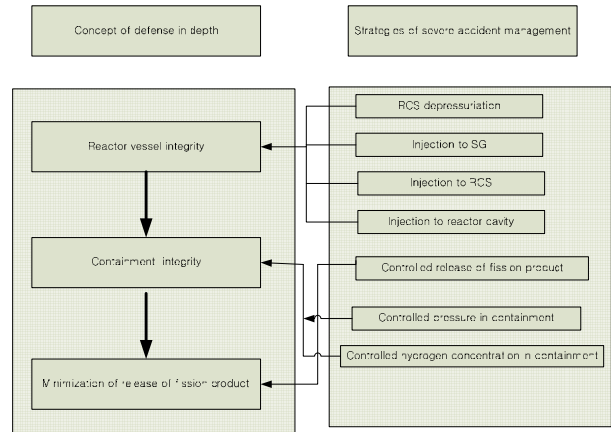 Concept of defense in depth
Strategies of severe accident management
Reactor vessel integrity
Containment integrity
Minimization of release of fission product
RCS depressuriation
Injection to SG
Injection to RCS
Injection to reactor cavity
Controlled release of fission product
Controlled pressure in containment
Controlled hydrogen concentration in containment